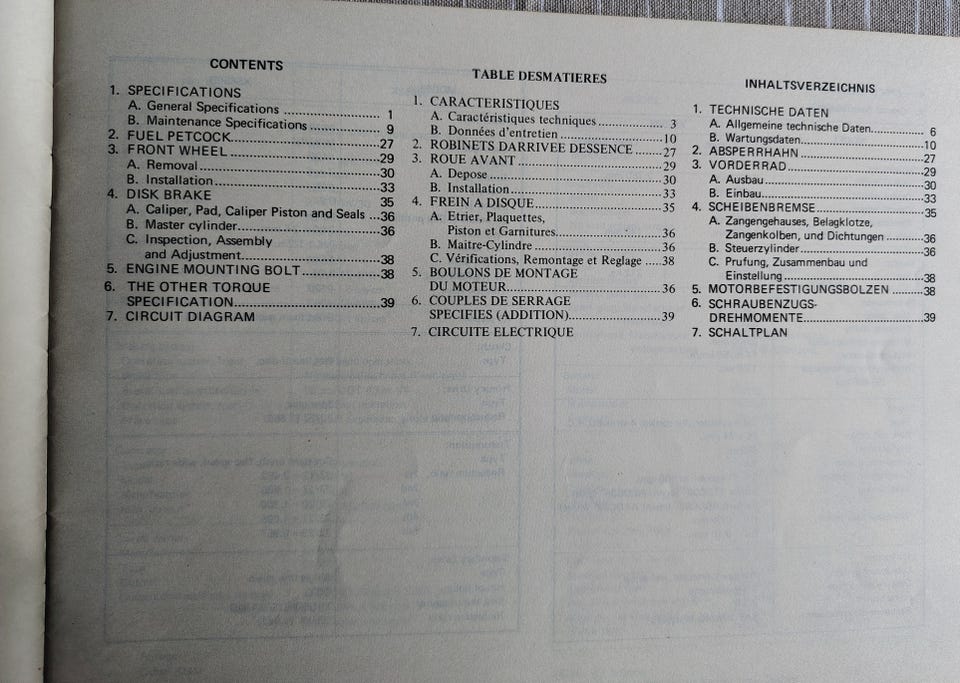 CONTENTS
1. SPECIFICATIONS
A. General Specifications .......................... 1
B. Maintenance Specifications .................. 9
2. FUEL PETCOCK.......................................27
3. FRONT WHEEL .......................................29
A. Removal ...............................................30
B. Installation...........................................33
4. DISK BRAKE 35
A. Caliper, Pad, Caliper Piston and Seals ...36
B. Master cylinder....................................36
C. Inspection, Assembly
and Adjustment...................................38
5. ENGINE MOUNTING BOLT....................38
6. THE OTHER TORQUE
SPECIFICATION.....................................39
7. CIRCUIT DIAGRAM
TABLE DESMATIERES
1. CARACTERISTIQUES
A. Caractéristiques techniques .................... 3
B. Données d'entretien ...........................10
2. ROBINETS DARRIVEE DESSENCE ......27
3. ROUE AVANT .....................................29
A. Depose .............................................30
B. Installation.........................................33
4. FREIN A DISQUE................................35
A. Etrier, Plaquettes,
Piston et Garnitures............................36
B. Maitre-Cylindre .................................36
C. Vérifications, Remontage et Reglage .....38
5. BOULONS DE MONTAGE
DU MOTEUR.......................................36
6. COUPLES DE SERRAGE
SPECIFIES (ADDITION).........................39
7. CIRCUITE ELECTRIQUE
INHALTSVERZEICHNIS
1. TECHNISCHE DATEN
A. Allgemeine technische Daten................ 6
B. Wartungsdaten...................................10
2. ABSPERRHAHN ...................................27
3. VORDERRAD.......................................29
A. Ausbau...............................................30
B. Einbau................................................33
4. SCHEIBENBREMSE..............................35
A. Zangengehauses, Belagklotze,
Zangenkolben, und Dichtungen ...........36
B. Steuerzylinder.....................................36
C. Prufung, Zusammenbau und
Einstellung .........................................38
5. MOTORBEFESTIGUNGSBOLZEN ........38
6. SCHRAUBENZUGS-
DREHMOMENTE..................................39
7. SCHALTPLAN